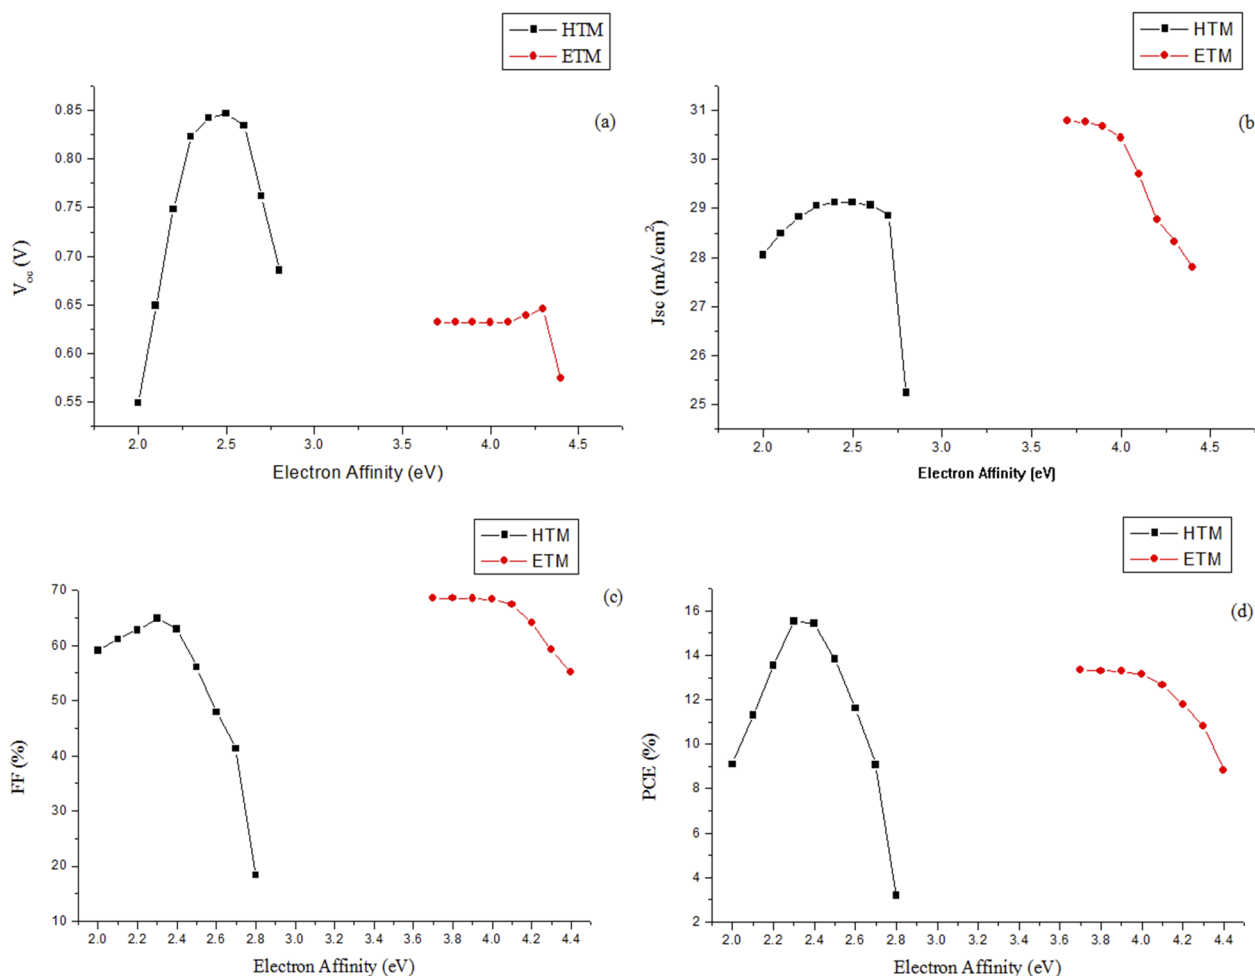 HTM
ETM
(a)
0.85
0.80
0.75
0.70
0.65
0.60
0.55
V_oc (V)
2.0 2.5 3.0 3.5 4.0 4.5
Electron Affinity (eV)
HTM
ETM
(b
31
30
29
28
27
26
25
Jsc (mA/cm²)
2.0 2.5 3.0 3.5 4.0 4.5
Electron Affinity (eV)
HTM
ETM
(c)
70
60
50
40
30
20
10
FF (%)
2.0 2.2 2.4 2.6 2.8 3.0 3.2 3.4 3.6 3.8 4.0 4.2 4.4
Electron Affinity (eV)
HTM
ETM
(d)
16
14
12
10
8
6
4
2
PCE (%)
2.0 2.2 2.4 2.6 2.8 3.0 3.2 3.4 3.6 3.8 4.0 4.2 4.4
Electron Affinity (eV)